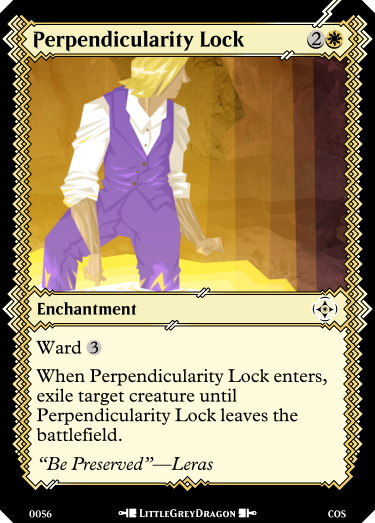 Perpendicularity Lock 2
Enchantment
Ward 3
When Perpendicularity Lock enters,
exile target creature until
Perpendicularity Lock leaves the
battlefield.
“Be Preserved”—Leras
0056 LittleGreyDragon COS